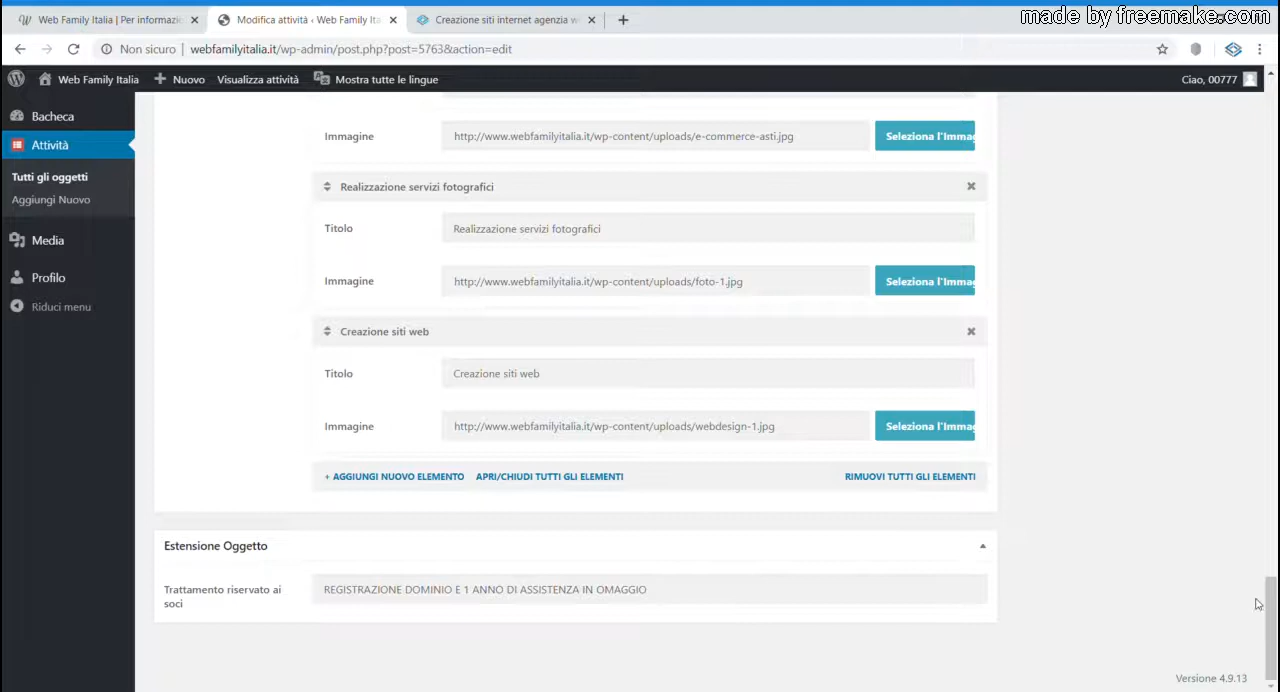 made by freemake.com
Web Family Italia | Per informazi
Modifica attività ‹ Web Family Ita
Creazione siti internet agenzia w
Non sicuro | webfamilyitalia.it/wp-admin/post.php?post=5763&action=edit
Web Family Italia
Nuovo
Visualizza attività
Mostra tutte le lingue
Ciao, 00777
Bacheca
Attività
Tutti gli oggetti
Aggiungi Nuovo
Media
Profilo
Riduci menu
Immagine
http://www.webfamilyitalia.it/wp-content/uploads/e-commerce-asti.jpg
Seleziona l'Immag
Realizzazione servizi fotografici
Titolo
Realizzazione servizi fotografici
Immagine
http://www.webfamilyitalia.it/wp-content/uploads/foto-1.jpg
Seleziona l'Immag
Creazione siti web
Titolo
Creazione siti web
Immagine
http://www.webfamilyitalia.it/wp-content/uploads/webdesign-1.jpg
Seleziona l'Immag
+ AGGIUNGI NUOVO ELEMENTO
APRI/CHIUDI TUTTI GLI ELEMENTI
RIMUOVI TUTTI GLI ELEMENTI
Estensione Oggetto
Trattamento riservato ai
soci
REGISTRAZIONE DOMINIO E 1 ANNO DI ASSISTENZA IN OMAGGIO
Versione 4.9.13